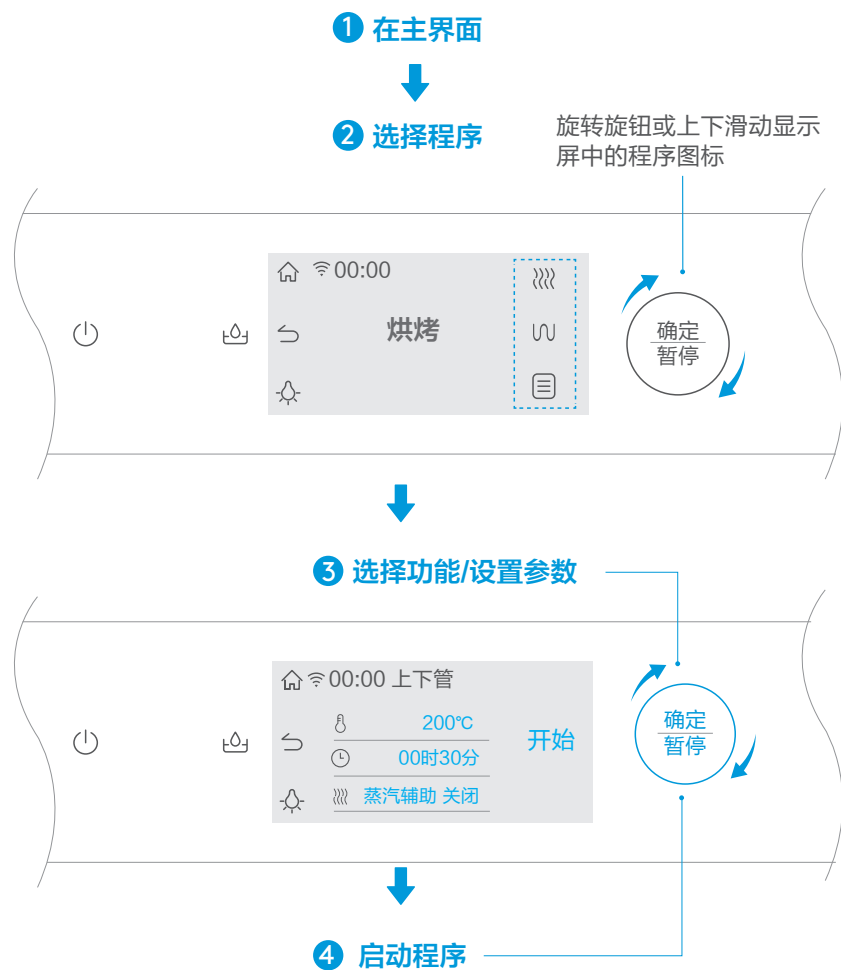 1 在主界面
2 选择程序
旋转旋钮或上下滑动显示
屏中的程序图标
00:00
烘烤
确定
暂停
3 选择功能/设置参数
00:00 上下管
200℃
00时30分
蒸汽辅助 关闭
开始
确定
暂停
4 启动程序